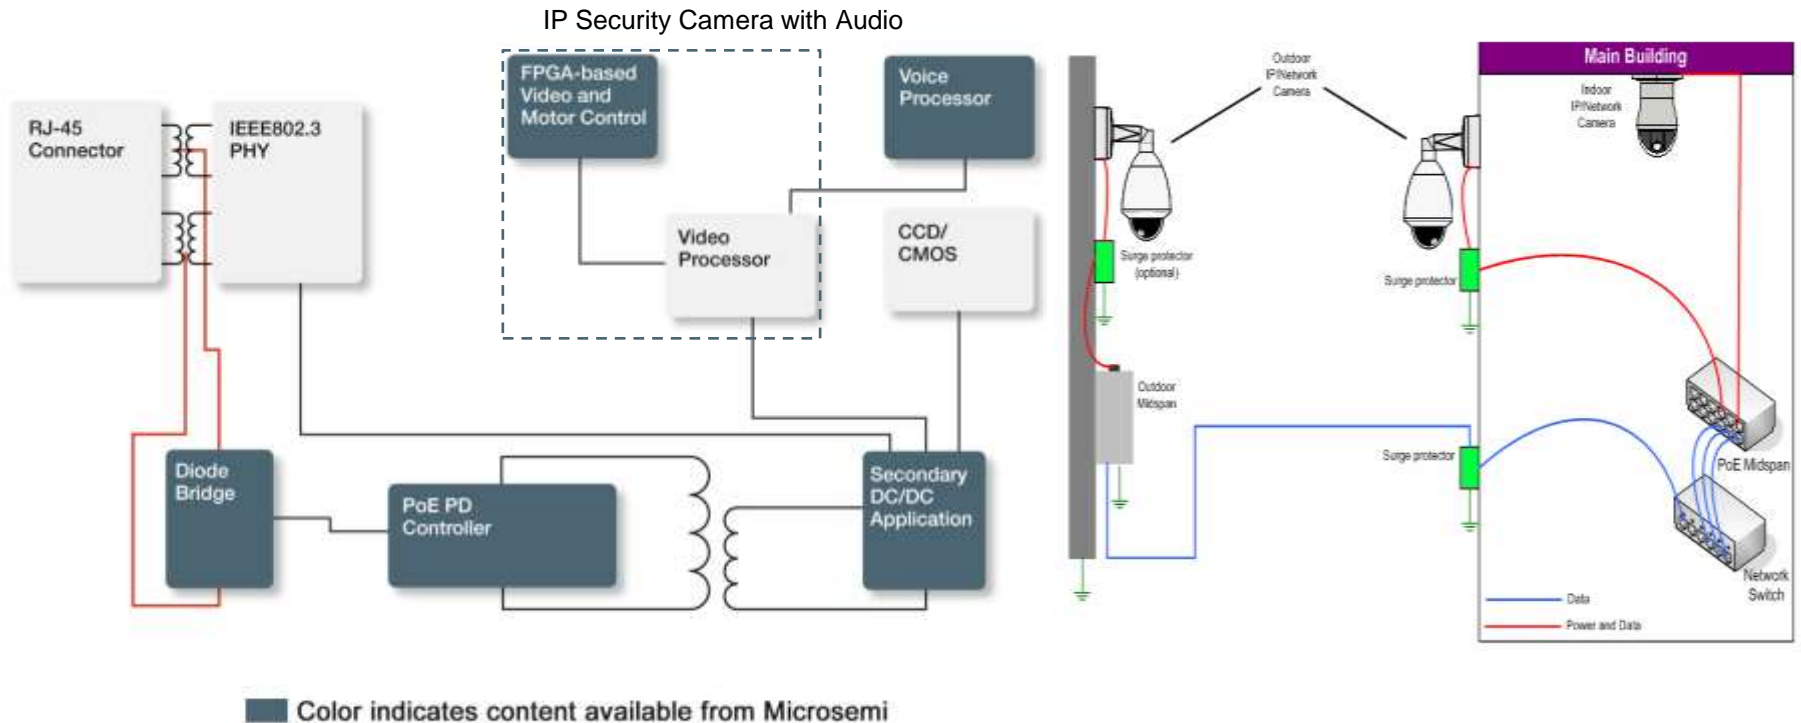 IP Security Camera with Audio
RJ-45
Connector
IEEE802.3
PHY
FPGA-based
Video and
Motor Control
Voice
Processor
Video
Processor
CCD/
CMOS
Diode
Bridge
PoE PD
Controller
Secondary
DC/DC
Application
Color indicates content available from Microsemi
Outdoor
IP/Network
Camera
Main Building
Indoor
IP/Network
Camera
Surge protector
(optional)
Surge protector
Outdoor
Midspan
Surge protector
PoE Midspan
Network
Switch
Data
Power and Data